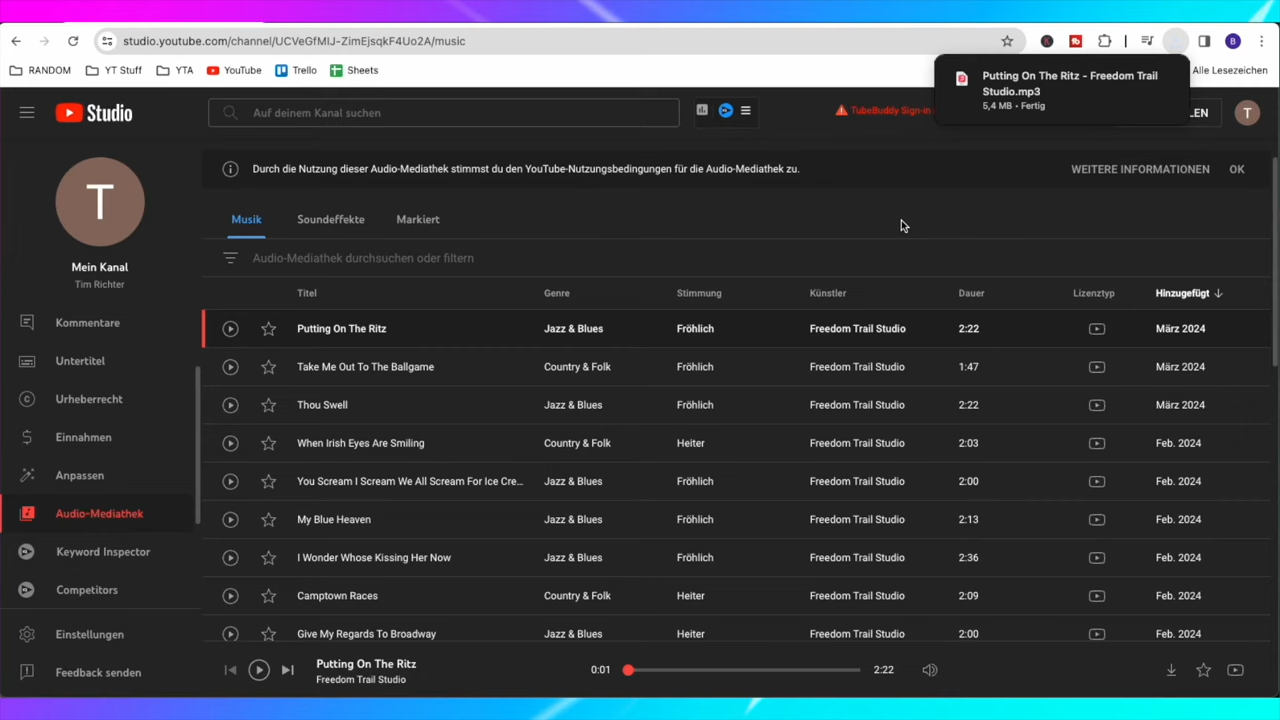 studio.youtube.com/channel/UCVeGfMIJ-ZimEjsqkF4Uo2A/music
B
RANDOM YT Stuff YTA YouTube Trello Sheets Alle Lesezeichen
Putting On The Ritz - Freedom Trail
Studio.mp3
5,4 MB • Fertig
Studio Auf deinem Kanal suchen TubeBuddy Sign-in LEN T
T
Mein Kanal
Tim Richter
Kommentare
Untertitel
Urheberrecht
Einnahmen
Anpassen
Audio-Mediathek
Keyword Inspector
Competitors
Einstellungen
Feedback senden
Durch die Nutzung dieser Audio-Mediathek stimmst du den YouTube-Nutzungsbedingungen für die Audio-Mediathek zu. WEITERE INFORMATIONEN OK
Musik Soundeffekte Markiert
Audio-Mediathek durchsuchen oder filtern
Titel Genre Stimmung Künstler Dauer Lizenztyp Hinzugefügt
Putting On The Ritz Jazz & Blues Fröhlich Freedom Trail Studio 2:22 März 2024
Take Me Out To The Ballgame Country & Folk Fröhlich Freedom Trail Studio 1:47 März 2024
Thou Swell Jazz & Blues Fröhlich Freedom Trail Studio 2:22 März 2024
When Irish Eyes Are Smiling Country & Folk Heiter Freedom Trail Studio 2:03 Feb. 2024
You Scream I Scream We All Scream For Ice Cre... Jazz & Blues Fröhlich Freedom Trail Studio 2:00 Feb. 2024
My Blue Heaven Jazz & Blues Fröhlich Freedom Trail Studio 2:13 Feb. 2024
I Wonder Whose Kissing Her Now Jazz & Blues Fröhlich Freedom Trail Studio 2:36 Feb. 2024
Camptown Races Country & Folk Heiter Freedom Trail Studio 2:09 Feb. 2024
Give My Regards To Broadway Jazz & Blues Heiter Freedom Trail Studio 2:00 Feb. 2024
Putting On The Ritz
Freedom Trail Studio
0:01 2:22